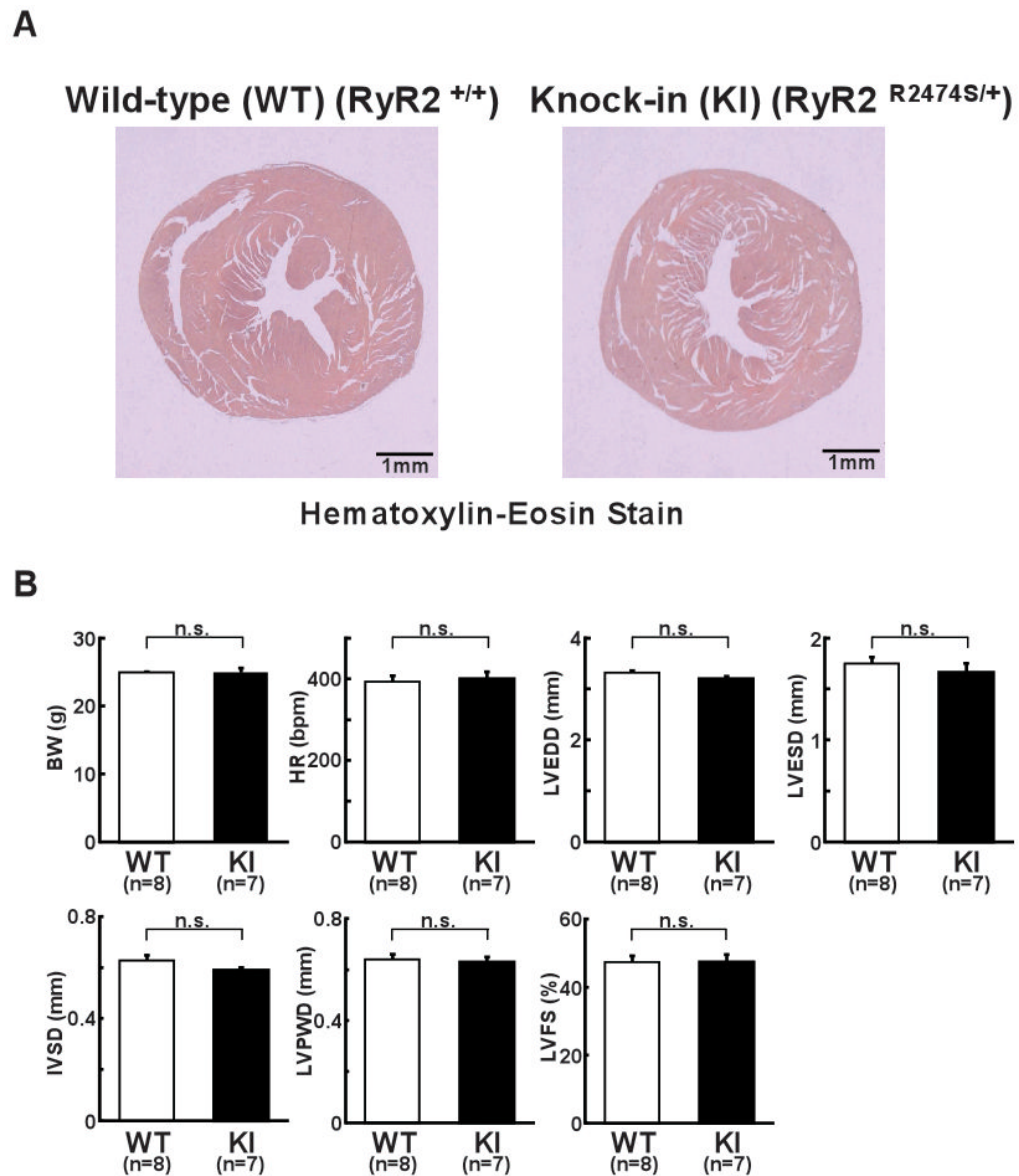 A
Wild-type (WT) (RyR2 +/+) Knock-in (KI) (RyR2 R2474S/+)
1mm 1mm
Hematoxylin-Eosin Stain
B
n.s. n.s. n.s. n.s.
BW (g) 30 20 10 0
HR (bpm) 400 200 0
LVEDD (mm) 4 2 0
LVESD (mm) 2 1 0
WT KI WT KI WT KI WT KI
(n=8) (n=7) (n=8) (n=7) (n=8) (n=7) (n=8) (n=7)
n.s. n.s. n.s.
IVSD (mm) 0.8 0.4 0
LVPWD (mm) 0.8 0.4 0
LVFS (%) 60 40 20 0
WT KI WT KI WT KI
(n=8) (n=7) (n=8) (n=7) (n=8) (n=7)